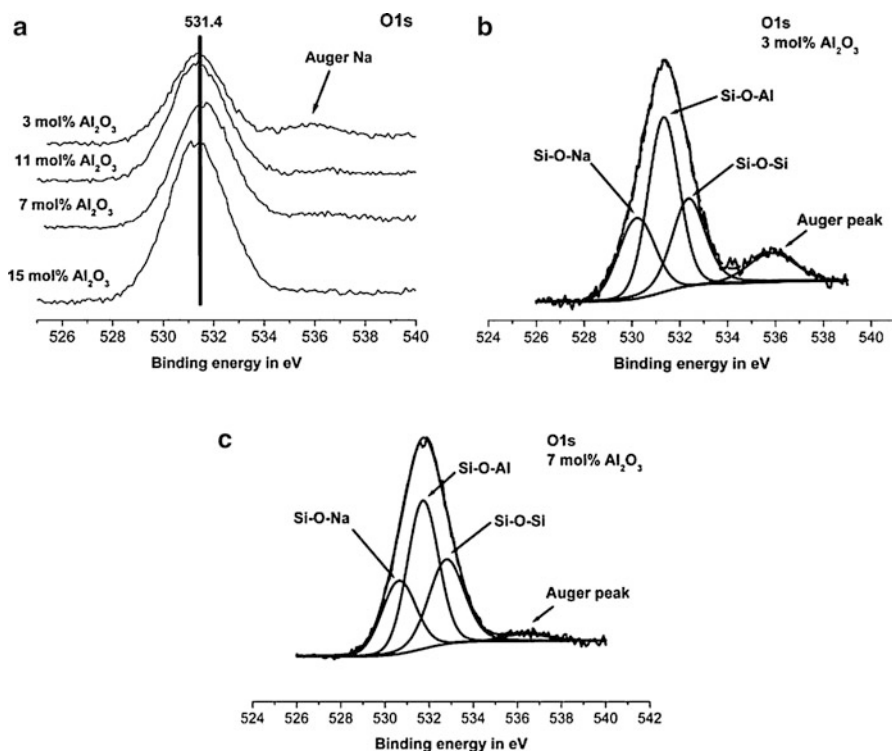 a
531.4
O1s
Auger Na
3 mol% Al₂O₃
11 mol% Al₂O₃
7 mol% Al₂O₃
15 mol% Al₂O₃
526 528 530 532 534 536 538 540
Binding energy in eV
b
O1s
3 mol% Al₂O₃
Si-O-Al
Si-O-Na
Si-O-Si
Auger peak
524 526 528 530 532 534 536 538 540
Binding energy in eV
c
O1s
7 mol% Al₂O₃
Si-O-Al
Si-O-Na
Si-O-Si
Auger peak
524 526 528 530 532 534 536 538 540 542
Binding energy in eV